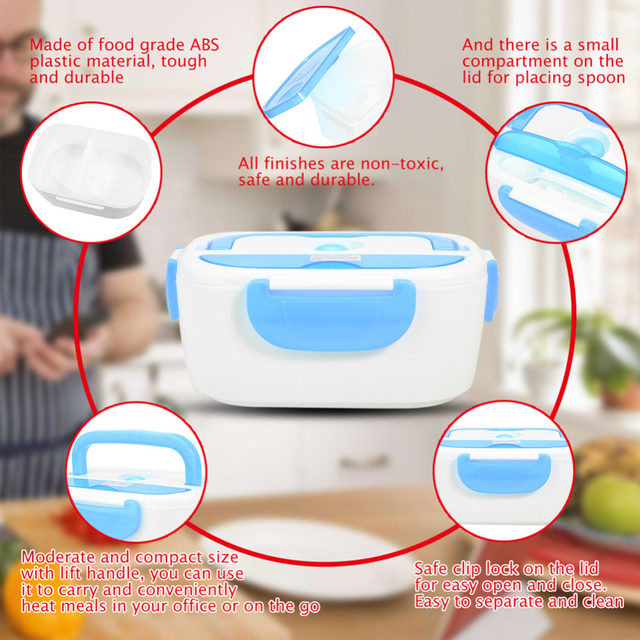 Made of food grade ABS
plastic material, tough
and durable
And there is a small
compartment on the
lid for placing spoon
All finishes are non-toxic,
safe and durable.
Moderate and compact size
with lift handle, you can use
it to carry and conveniently
heat meals in your office or on the go
Safe clip lock on the lid
for easy open and close.
Easy to separate and clean